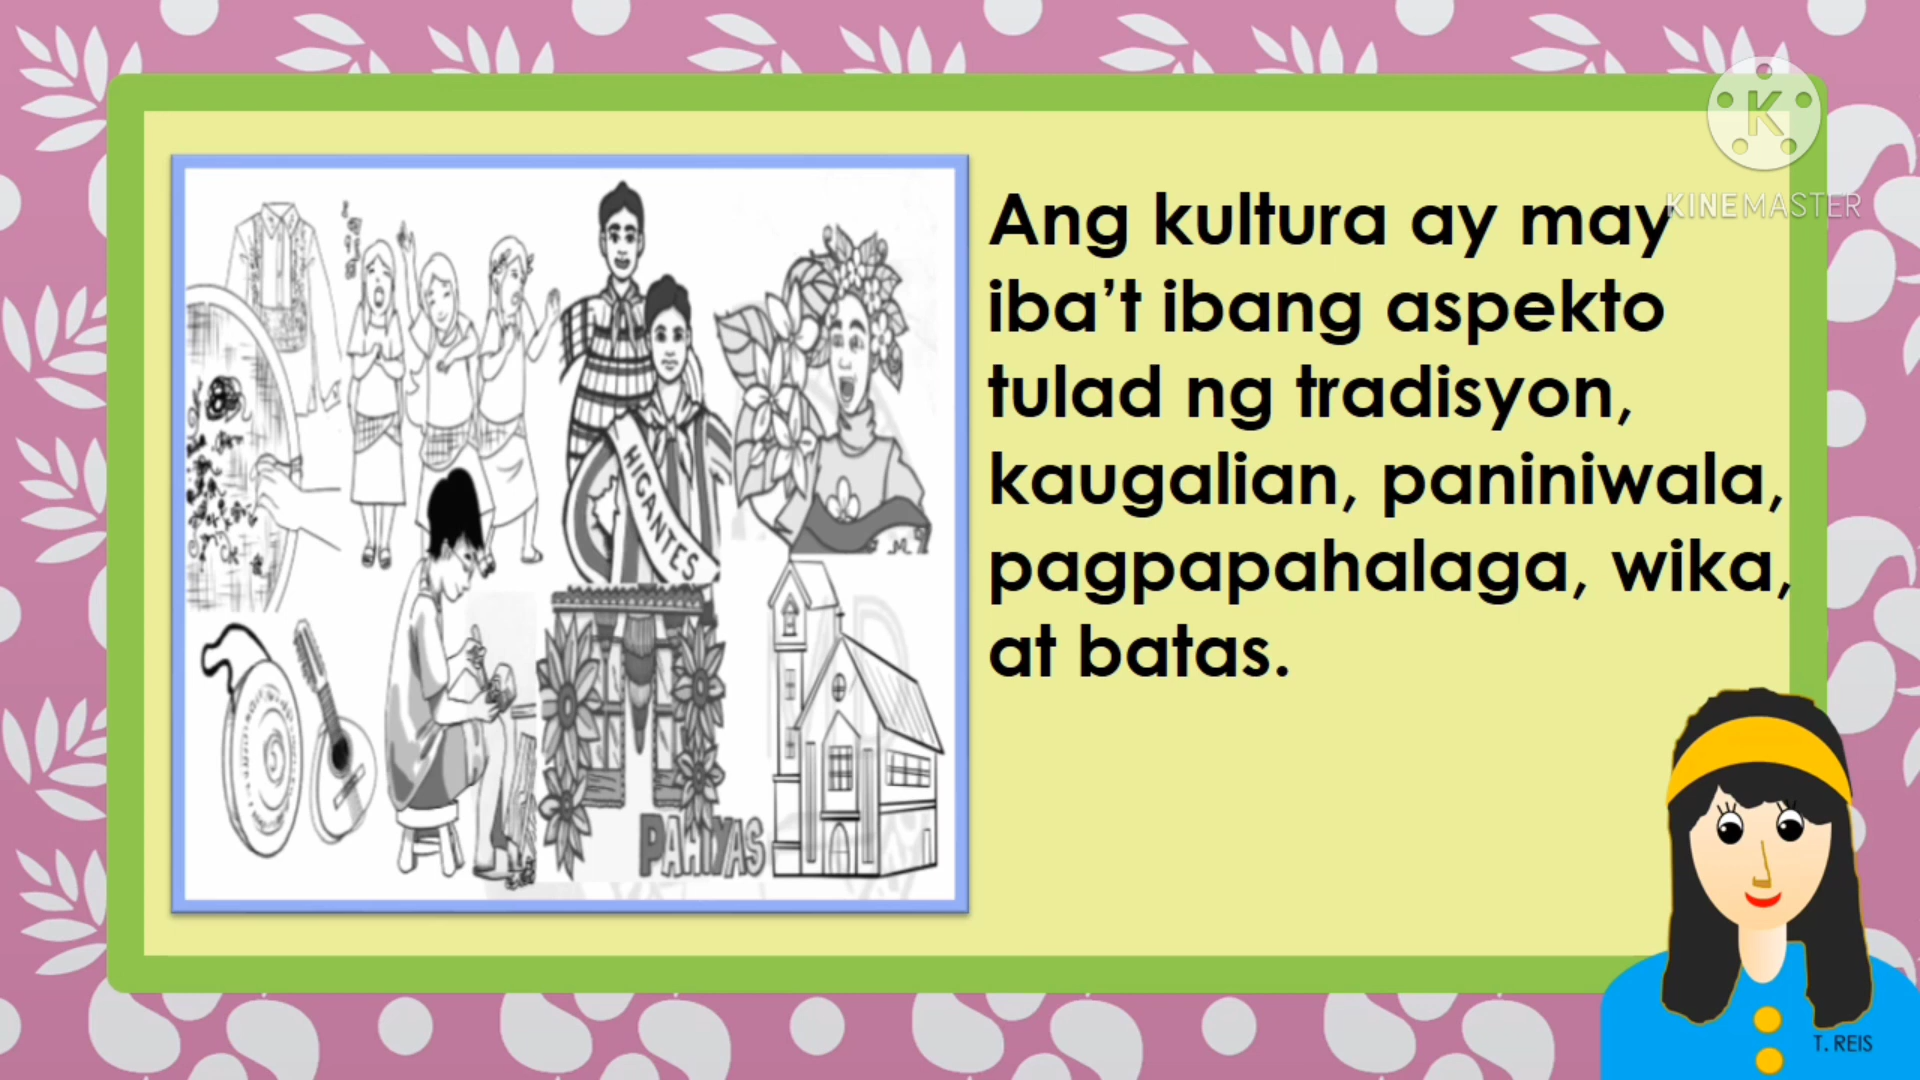 Ang kultura ay may
iba’t ibang aspekto
tulad ng tradisyon,
kaugalian, paniniwala,
pagpapahalaga, wika,
at batas.
HIGANTES
PAHIYAS
K
KINEMASTER
T. REIS